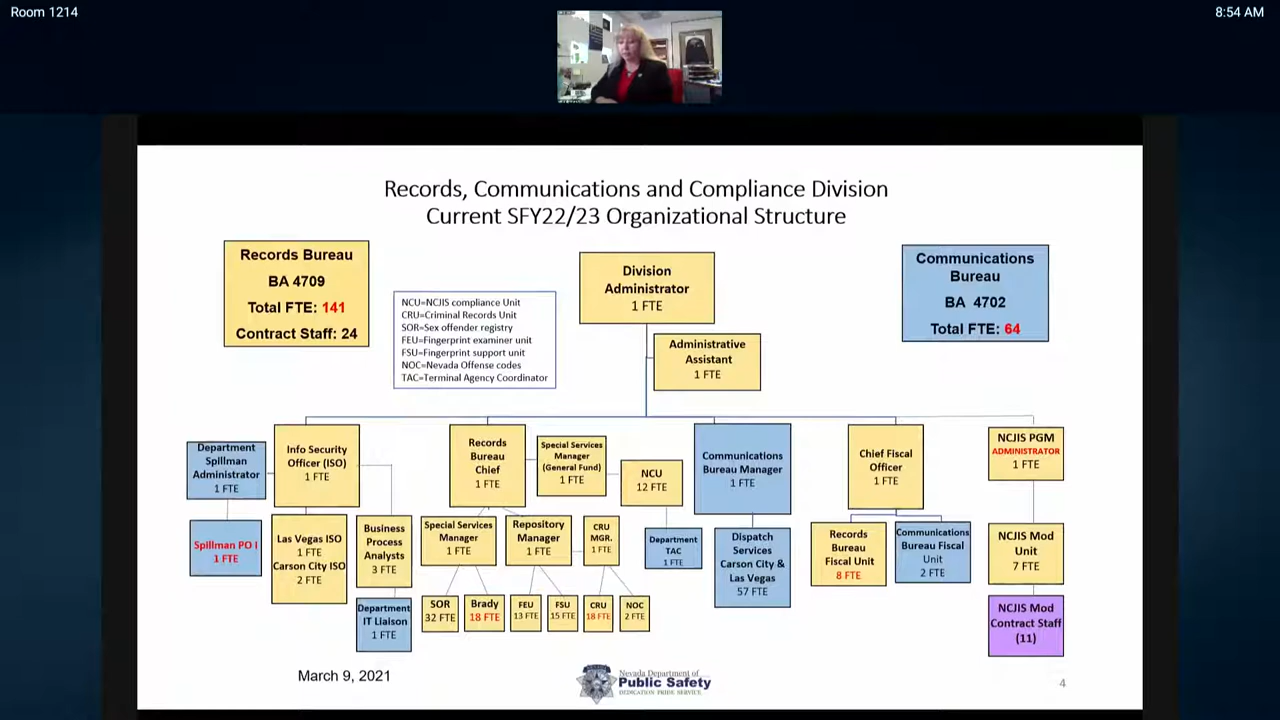 Room 1214
8:54 AM
Records, Communications and Compliance Division
Current SFY22/23 Organizational Structure
Records Bureau
BA 4709
Total FTE: 141
Contract Staff: 24
NCU=NCJIS compliance Unit
CRU=Criminal Records Unit
SOR=Sex offender registry
FEU=Fingerprint examiner unit
FSU=Fingerprint support unit
NOC=Nevada Offense codes
TAC=Terminal Agency Coordinator
Division
Administrator
1 FTE
Administrative
Assistant
1 FTE
Communications
Bureau
BA 4702
Total FTE: 64
Department
Spillman
Administrator
1 FTE
Info Security
Officer (ISO)
1 FTE
Records
Bureau
Chief
1 FTE
Special Services
Manager
(General Fund)
1 FTE
NCU
12 FTE
Communications
Bureau Manager
1 FTE
Chief Fiscal
Officer
1 FTE
NCJIS PGM
ADMINISTRATOR
1 FTE
Spillman PO I
1 FTE
Las Vegas ISO
1 FTE
Carson City ISO
2 FTE
Business
Process
Analysts
3 FTE
Special Services
Manager
1 FTE
Repository
Manager
1 FTE
CRU
MGR.
1 FTE
Department
TAC
1 FTE
Dispatch
Services
Carson City &
Las Vegas
57 FTE
Records
Bureau
Fiscal Unit
8 FTE
Communications
Bureau Fiscal
Unit
2 FTE
NCJIS Mod
Unit
7 FTE
Department
IT Liaison
1 FTE
SOR
32 FTE
Brady
18 FTE
FEU
13 FTE
FSU
15 FTE
CRU
18 FTE
NOC
2 FTE
NCJIS Mod
Contract Staff
(11)
March 9, 2021
Nevada Department of
Public Safety
DEDICATION PRIDE SERVICE
4